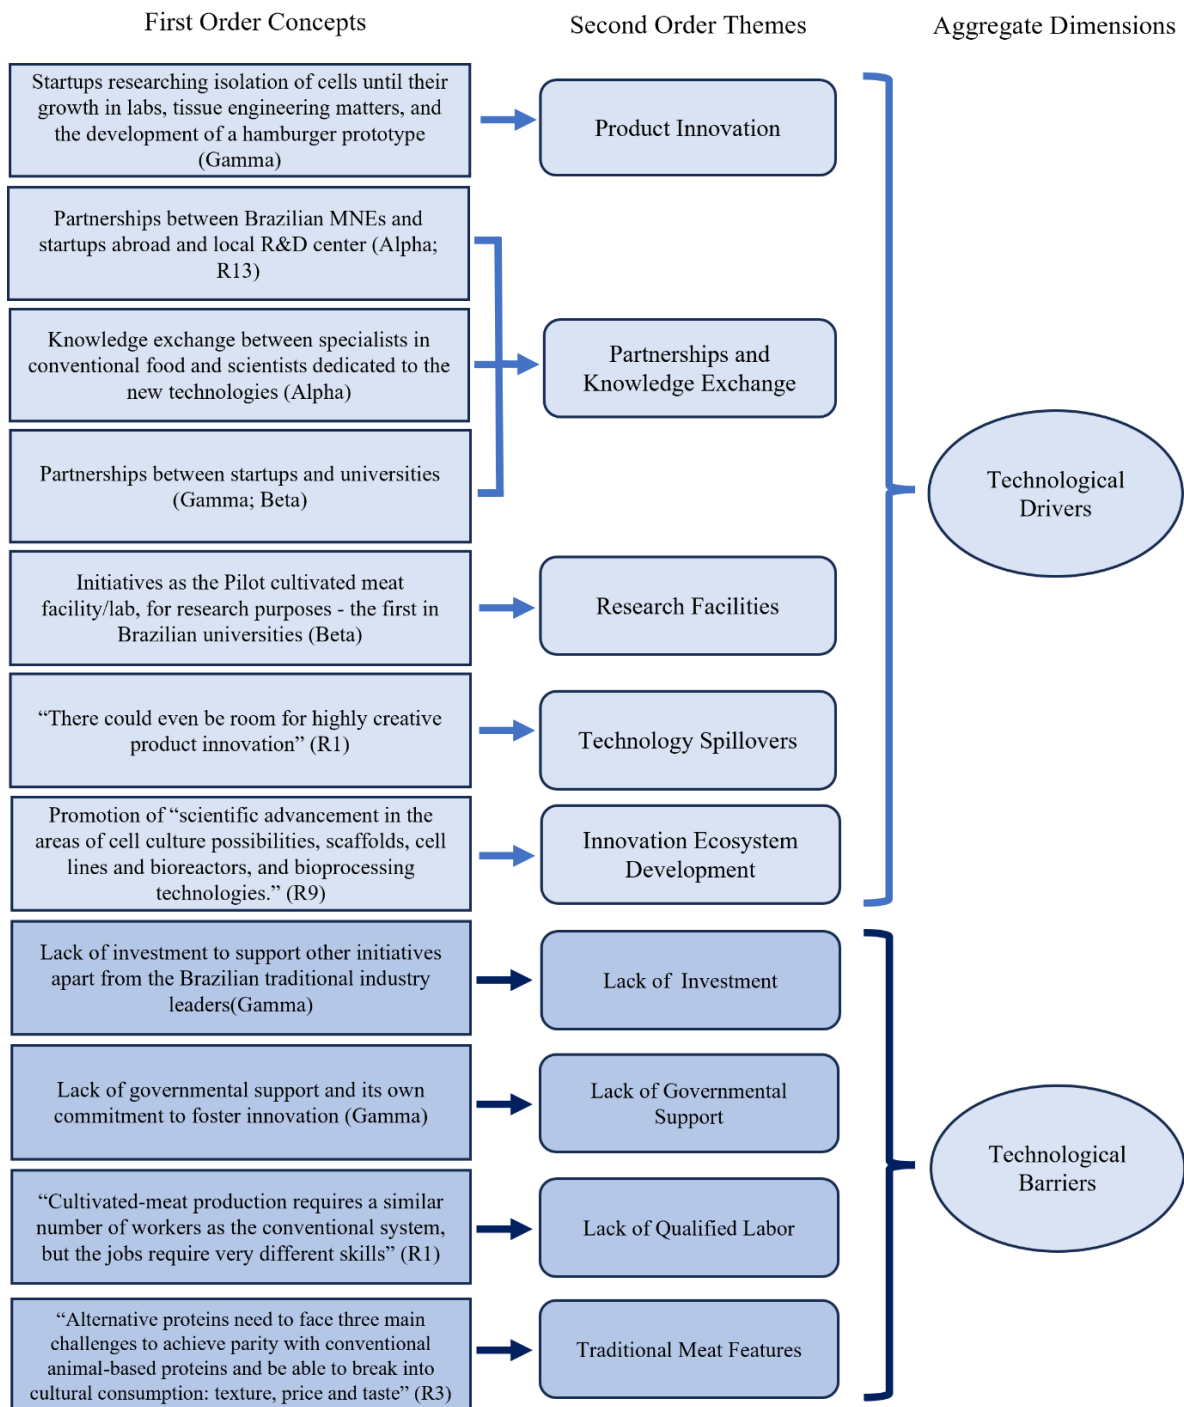 First Order Concepts
Second Order Themes
Aggregate Dimensions
Startups researching isolation of cells until their
growth in labs, tissue engineering matters, and
the development of a hamburger prototype
(Gamma)
Product Innovation
Partnerships between Brazilian MNEs and
startups abroad and local R&D center (Alpha;
R13)
Knowledge exchange between specialists in
conventional food and scientists dedicated to the
new technologies (Alpha)
Partnerships between startups and universities
(Gamma; Beta)
Partnerships and
Knowledge Exchange
Initiatives as the Pilot cultivated meat
facility/lab, for research purposes - the first in
Brazilian universities (Beta)
Research Facilities
“There could even be room for highly creative
product innovation” (R1)
Technology Spillovers
Promotion of “scientific advancement in the
areas of cell culture possibilities, scaffolds, cell
lines and bioreactors, and bioprocessing
technologies.” (R9)
Innovation Ecosystem
Development
Technological
Drivers
Lack of investment to support other initiatives
apart from the Brazilian traditional industry
leaders(Gamma)
Lack of  Investment
Lack of governmental support and its own
commitment to foster innovation (Gamma)
Lack of Governmental
Support
“Cultivated-meat production requires a similar
number of workers as the conventional system,
but the jobs require very different skills” (R1)
Lack of Qualified Labor
“Alternative proteins need to face three main
challenges to achieve parity with conventional
animal-based proteins and be able to break into
cultural consumption: texture, price and taste” (R3)
Traditional Meat Features
Technological
Barriers